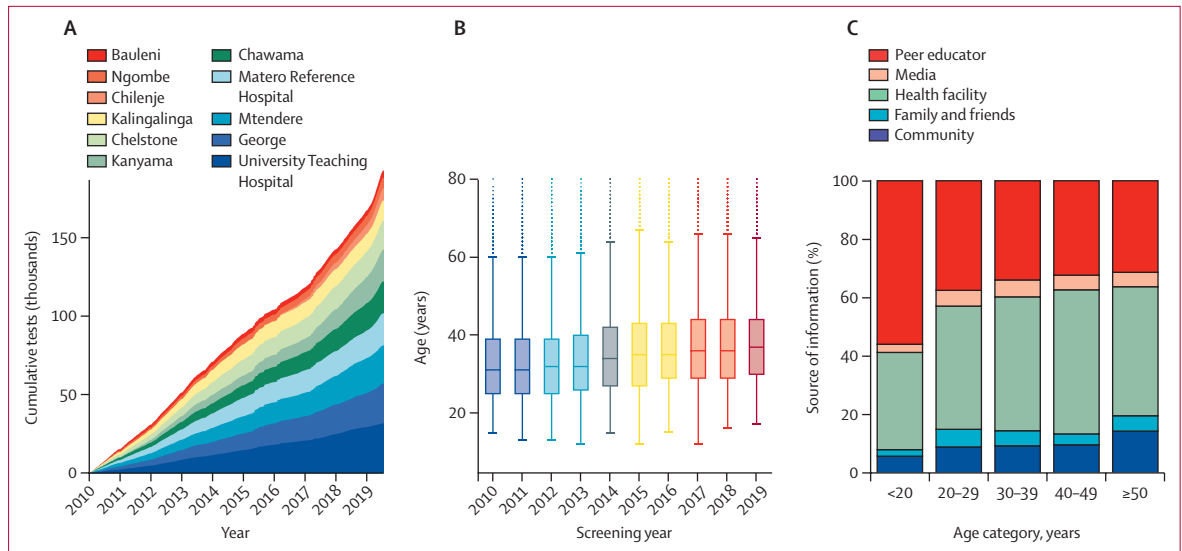 A
Bauleni
Ngombe
Chilenje
Kalingalinga
Chelstone
Kanyama
Chawama
Matero Reference
Hospital
Mtendere
George
University Teaching
Hospital
Cumulative tests (thousands)
150
100
50
0
2010
2011
2012
2013
2014
2015
2016
2017
2018
2019
Year
B
Age (years)
80
60
40
20
2010
2011
2012
2013
2014
2015
2016
2017
2018
2019
Screening year
C
Peer educator
Media
Health facility
Family and friends
Community
Source of information (%)
100
80
60
40
20
0
<20
20–29
30–39
40–49
≥50
Age category, years